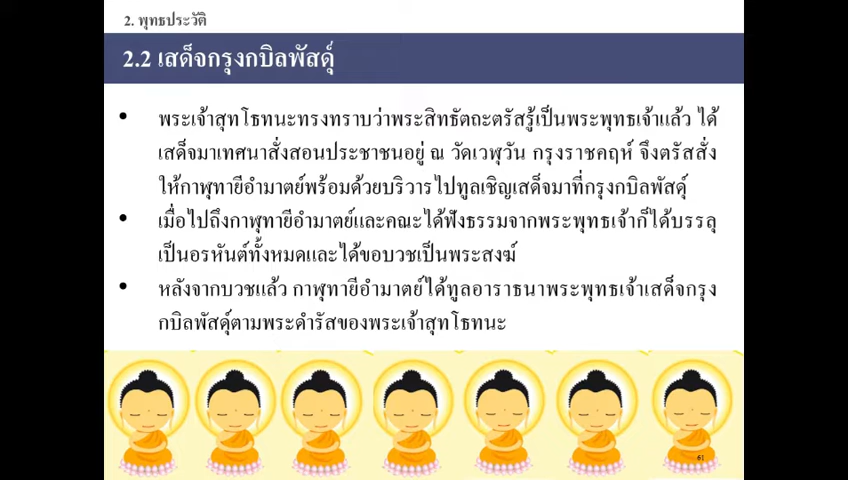 2. พุทธประวัติ
2.2 เสด็จกรุงกบิลพัสดุ์
• พระเจ้าสุทโธทนะทรงทราบว่าพระสิทธัตถะตรัสรู้เป็นพระพุทธเจ้าแล้ว ได้
เสด็จมาเทศนาสั่งสอนประชาชนอยู่ ณ วัดเวฬุวัน กรุงราชคฤห์ จึงตรัสสั่ง
ให้กาฬุทายีอำมาตย์พร้อมด้วยบริวารไปทูลเชิญเสด็จมาที่กรุงกบิลพัสดุ์
• เมื่อไปถึงกาฬุทายีอำมาตย์และคณะได้ฟังธรรมจากพระพุทธเจ้าก็ได้บรรลุ
เป็นอรหันต์ทั้งหมดและได้ขอบวชเป็นพระสงฆ์
• หลังจากบวชแล้ว กาฬุทายีอำมาตย์ได้ทูลอาราธนาพระพุทธเจ้าเสด็จกรุง
กบิลพัสดุ์ตามพระดำรัสของพระเจ้าสุทโธทนะ
61